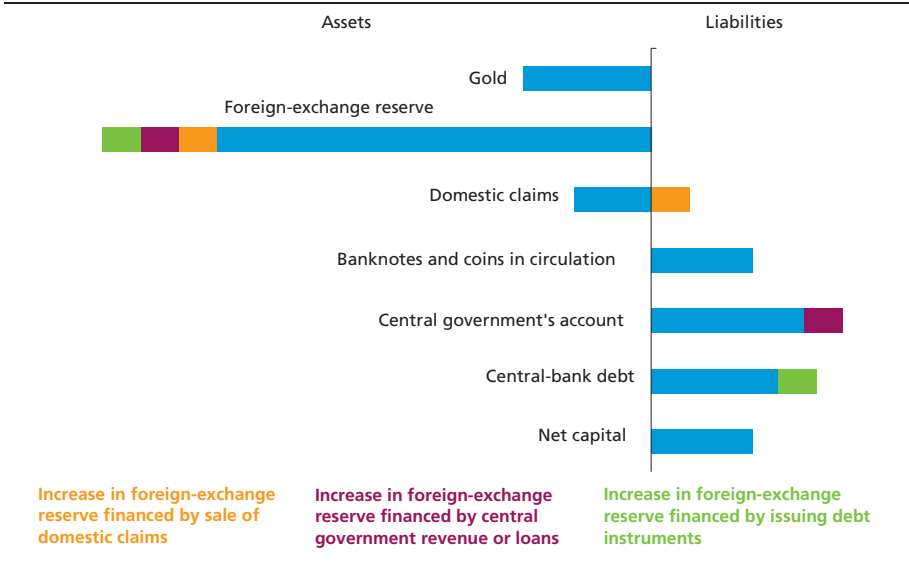 Assets
Liabilities
Gold
Foreign-exchange reserve
Domestic claims
Banknotes and coins in circulation
Central government's account
Central-bank debt
Net capital
Increase in foreign-exchange
reserve financed by sale of
domestic claims
Increase in foreign-exchange
reserve financed by central
government revenue or loans
Increase in foreign-exchange
reserve financed by issuing debt
instruments